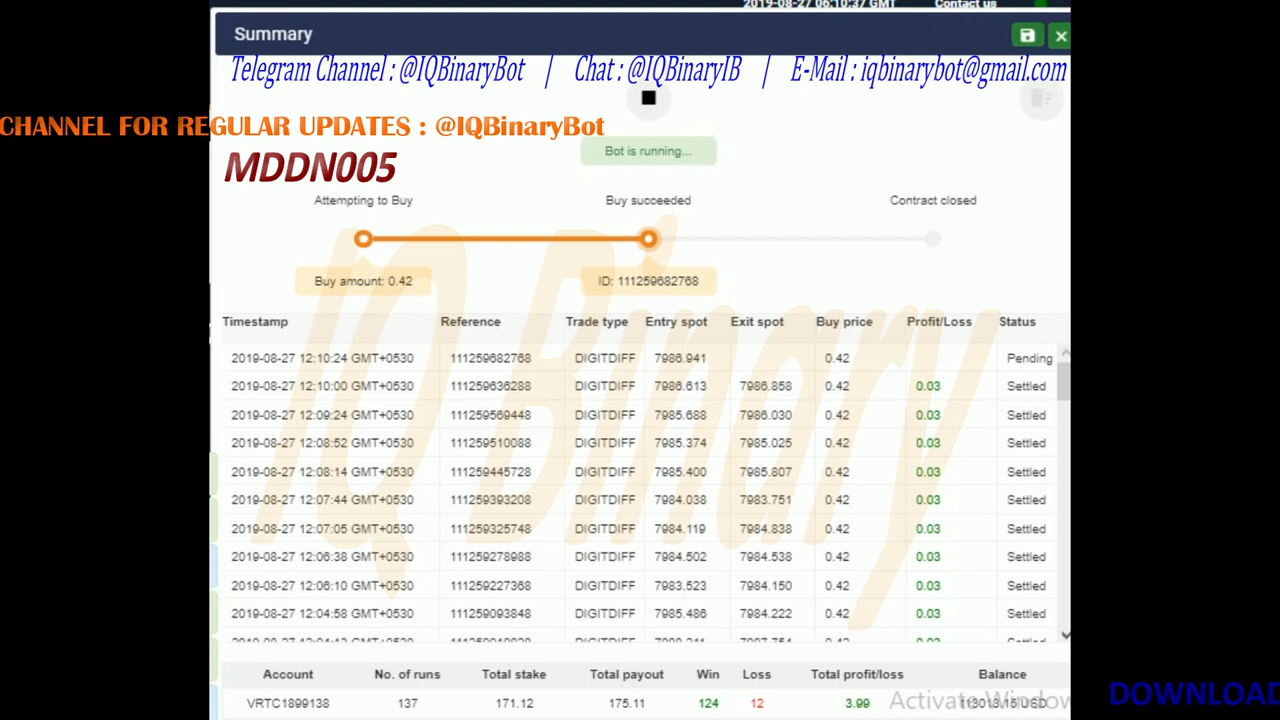 2019-08-27 06:10:37 GMT Contact us
Summary
Telegram Channel : @IQBinaryBot | Chat : @IQBinaryIB | E-Mail : iqbinarybot@gmail.com
CHANNEL FOR REGULAR UPDATES : @IQBinaryBot
Bot is running...
MDDN005
Attempting to Buy Buy succeeded Contract closed
Buy amount: 0.42 ID: 111259682768
IQ Binary
Timestamp Reference Trade type Entry spot Exit spot Buy price Profit/Loss Status
2019-08-27 12:10:24 GMT+0530 111259682768 DIGITDIFF 7986.941 0.42 Pending
2019-08-27 12:10:00 GMT+0530 111259636288 DIGITDIFF 7986.613 7986.858 0.42 0.03 Settled
2019-08-27 12:09:24 GMT+0530 111259569448 DIGITDIFF 7985.688 7986.030 0.42 0.03 Settled
2019-08-27 12:08:52 GMT+0530 111259510088 DIGITDIFF 7985.374 7985.025 0.42 0.03 Settled
2019-08-27 12:08:14 GMT+0530 111259445728 DIGITDIFF 7985.400 7985.807 0.42 0.03 Settled
2019-08-27 12:07:44 GMT+0530 111259393208 DIGITDIFF 7984.038 7983.751 0.42 0.03 Settled
2019-08-27 12:07:05 GMT+0530 111259325748 DIGITDIFF 7984.119 7984.838 0.42 0.03 Settled
2019-08-27 12:06:38 GMT+0530 111259278988 DIGITDIFF 7984.502 7984.538 0.42 0.03 Settled
2019-08-27 12:06:10 GMT+0530 111259227368 DIGITDIFF 7983.523 7984.150 0.42 0.03 Settled
2019-08-27 12:04:58 GMT+0530 111259093848 DIGITDIFF 7985.486 7984.222 0.42 0.03 Settled
Account No. of runs Total stake Total payout Win Loss Total profit/loss Balance
VRTC1899138 137 171.12 175.11 124 12 3.99
Activate Window
DOWNLOAD